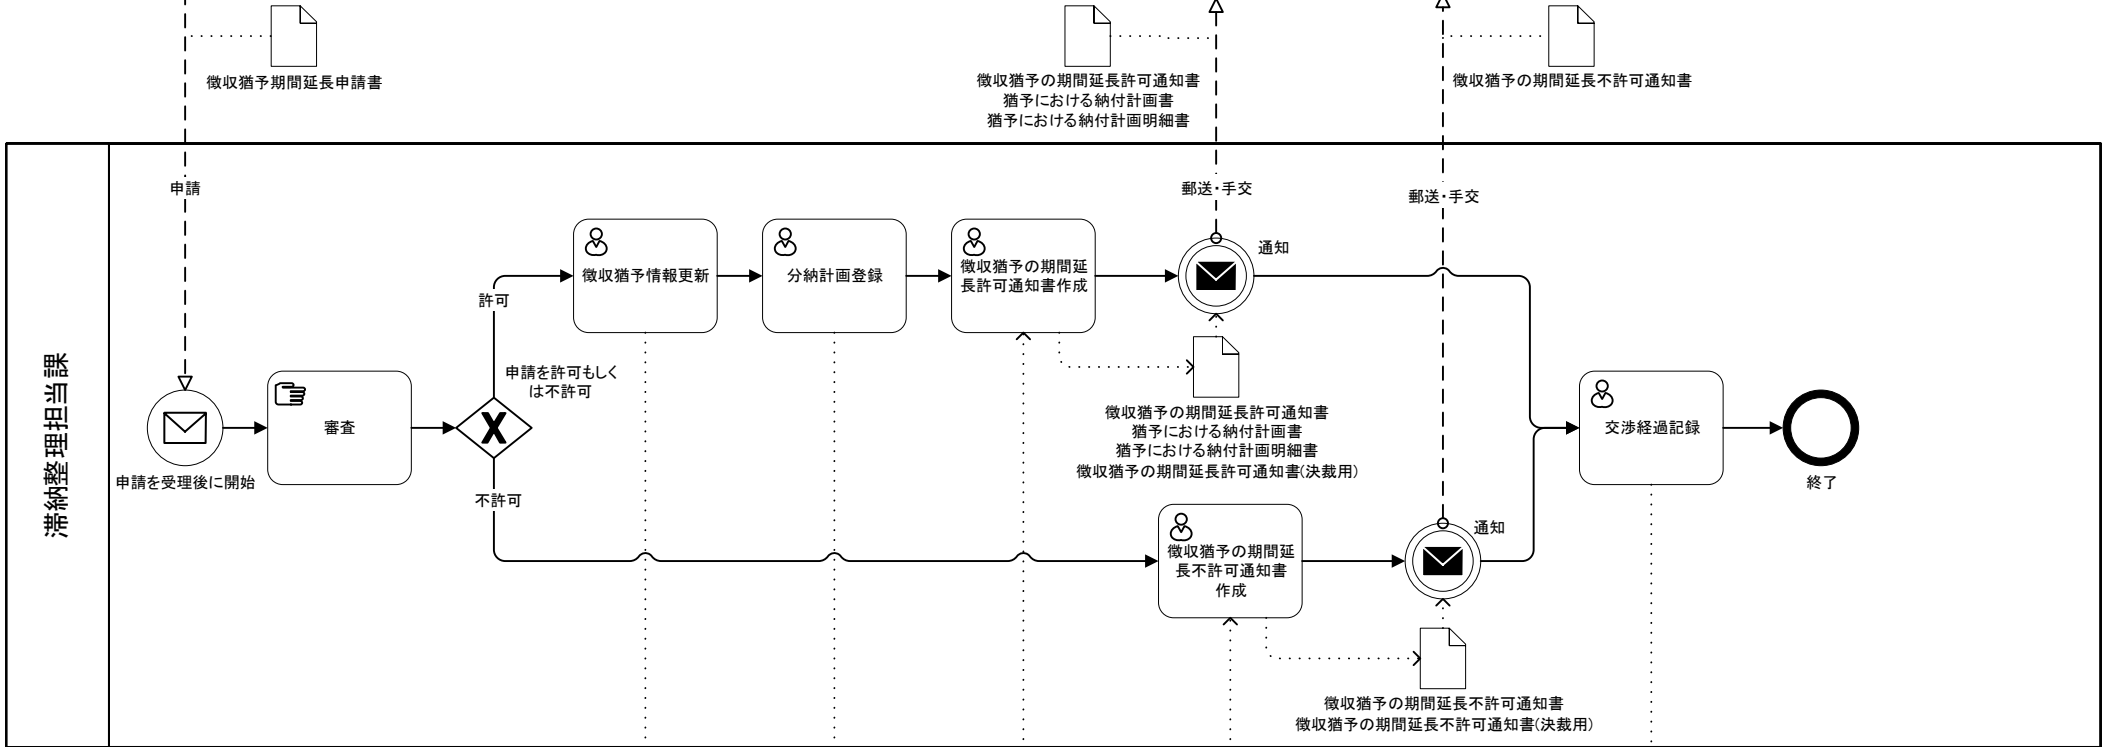 徴収猶予期間延長申請書
徴収猶予の期間延長許可通知書
猶予における納付計画書
猶予における納付計画明細書
徴収猶予の期間延長不許可通知書
滞納整理担当課
申請
郵送・手交
郵送・手交
申請を受理後に開始
審査
申請を許可もしく
は不許可
許可
不許可
徴収猶予情報更新
分納計画登録
徴収猶予の期間延
長許可通知書作成
通知
徴収猶予の期間延長許可通知書
猶予における納付計画書
猶予における納付計画明細書
徴収猶予の期間延長許可通知書(決裁用)
徴収猶予の期間延
長不許可通知書
作成
通知
徴収猶予の期間延長不許可通知書
徴収猶予の期間延長不許可通知書(決裁用)
交渉経過記録
終了